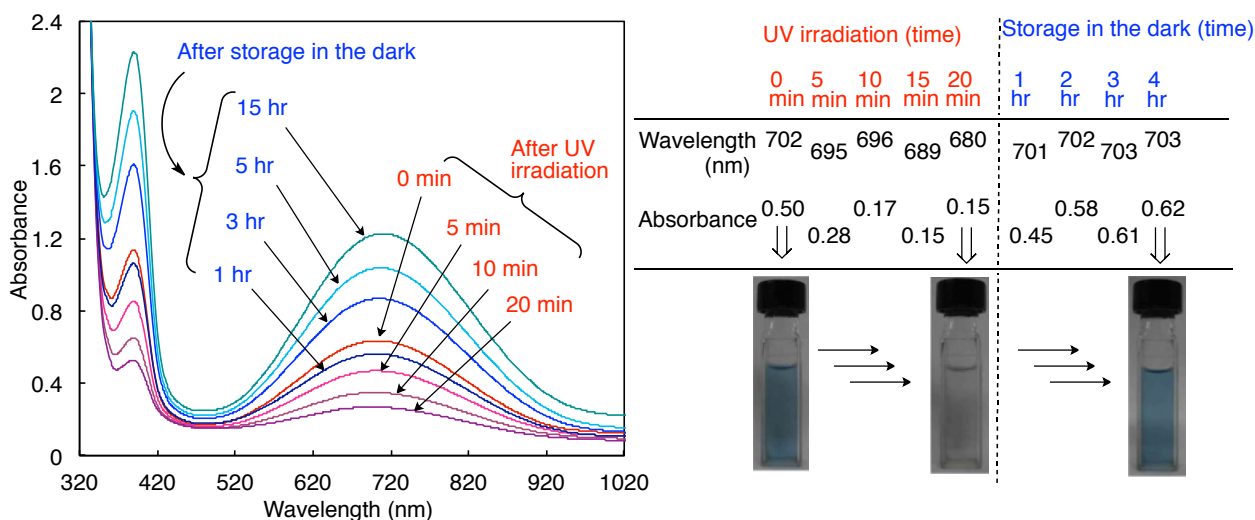 2.4
2
1.6
1.2
0.8
0.4
0
Absorbance
320 420 520 620 720 820 920 1020
Wavelength (nm)
After storage in the dark
15 hr
5 hr
3 hr
1 hr
After UV
irradiation
0 min
5 min
10 min
20 min
UV irradiation (time) Storage in the dark (time)
0 5 10 15 20 1 2 3 4
min min min min min hr hr hr hr
Wavelength 702 695 696 689 680 701 702 703 703
(nm)
Absorbance 0.50 0.28 0.17 0.15 0.15 0.45 0.58 0.61 0.62